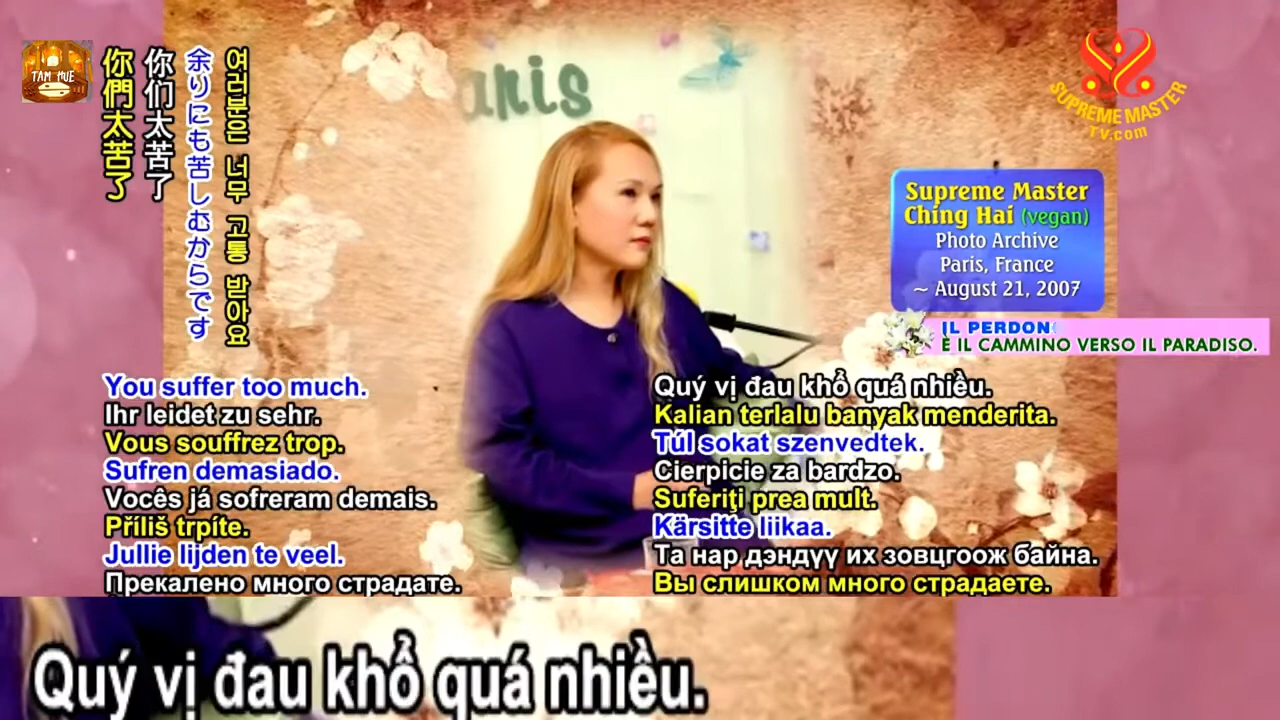 TAM HUE
你們太苦了
你们太苦了
余りにも苦しむからです
여러분은 너무 고통 받아요
aris
SUPREME MASTER
TV.com
Supreme Master
Ching Hai (vegan)
Photo Archive
Paris, France
~ August 21, 2007
IL PERDON
È IL CAMMINO VERSO IL PARADISO.
You suffer too much.
Ihr leidet zu sehr.
Vous souffrez trop.
Sufren demasiado.
Vocês já sofreram demais.
Příliš trpíte.
Jullie lijden te veel.
Прекалено много страдате.
Quý vị đau khổ quá nhiều.
Kalian terlalu banyak menderita.
Túl sokat szenvedtek.
Cierpicie za bardzo.
Suferiţi prea mult.
Kärsitte liikaa.
Та нар дэндүү их зовцгоож байна.
Вы слишком много страдаете.
Quý vị đau khổ quá nhiều.